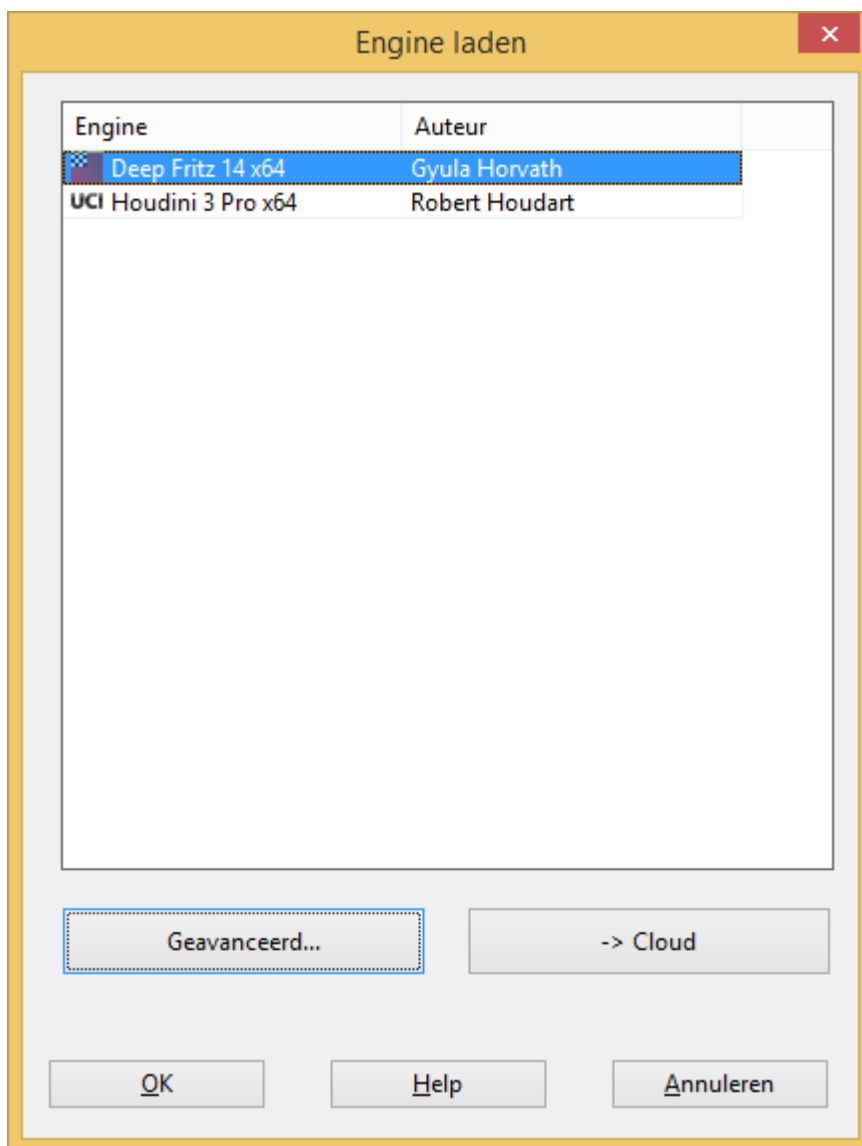 Engine laden
Engine Auteur
Deep Fritz 14 x64 Gyula Horvath
UCI Houdini 3 Pro x64 Robert Houdart
Geavanceerd... -> Cloud
OK Help Annuleren